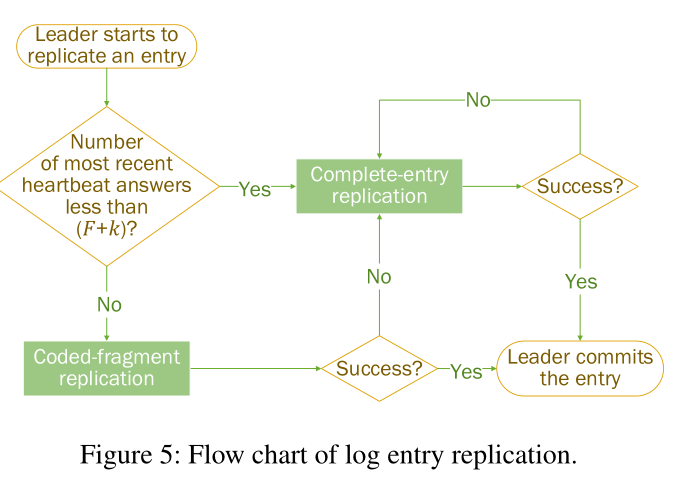 Leader starts to
replicate an entry
Number
of most recent
heartbeat answers
less than
(F+k)?
Yes
Complete-entry
replication
No
Success?
No
Yes
No
Coded-fragment
replication
Success?
Yes
Leader commits
the entry
Figure 5: Flow chart of log entry replication.